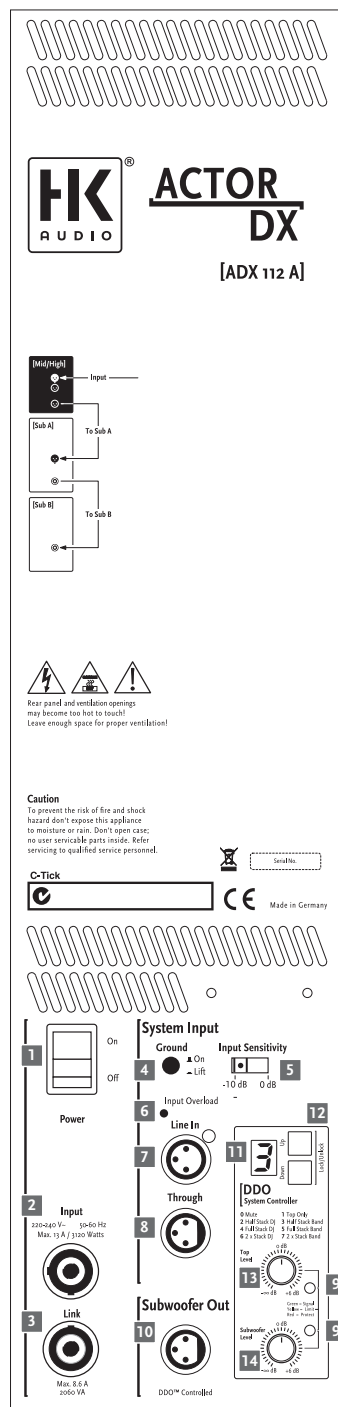 HK
®
AUDIO
ACTOR
DX
[ADX 112 A]
[Mid/High]
Input
[Sub A]
To Sub A
[Sub B]
To Sub B
Rear panel and ventilation openings
may become too hot to touch!
Leave enough space for proper ventilation!
Caution
To prevent the risk of fire and shock
hazard don't expose this appliance
to moisture or rain. Don't open case;
no user servicable parts inside. Refer
servicing to qualified service personnel.
Serial No.
C-Tick
CE
Made in Germany
1
On
Off
Power
2
Input
220-240 V~ 50-60 Hz
Max. 13 A / 3120 Watts
3
Link
Max. 8.6 A
2060 VA
System Input
Ground
4
On
Lift
Input Sensitivity
5
-10 dB 0 dB
6
Input Overload
Line In
7
Through
8
Subwoofer Out
10
DDO™ Controlled
12
11
3
Up
Down
Lock/Unlock
DDO
System Controller
0 Mute 1 Top Only
2 Half Stack DJ 3 Half Stack Band
4 Full Stack DJ 5 Full Stack Band
6 2 x Stack DJ 7 2 x Stack Band
Top
Level
0 dB
13
-∞ dB +6 dB
9
Green = Signal
Yellow = Limit
Red = Protect
Subwoofer
Level
0 dB
9
14
-∞ dB +6 dB